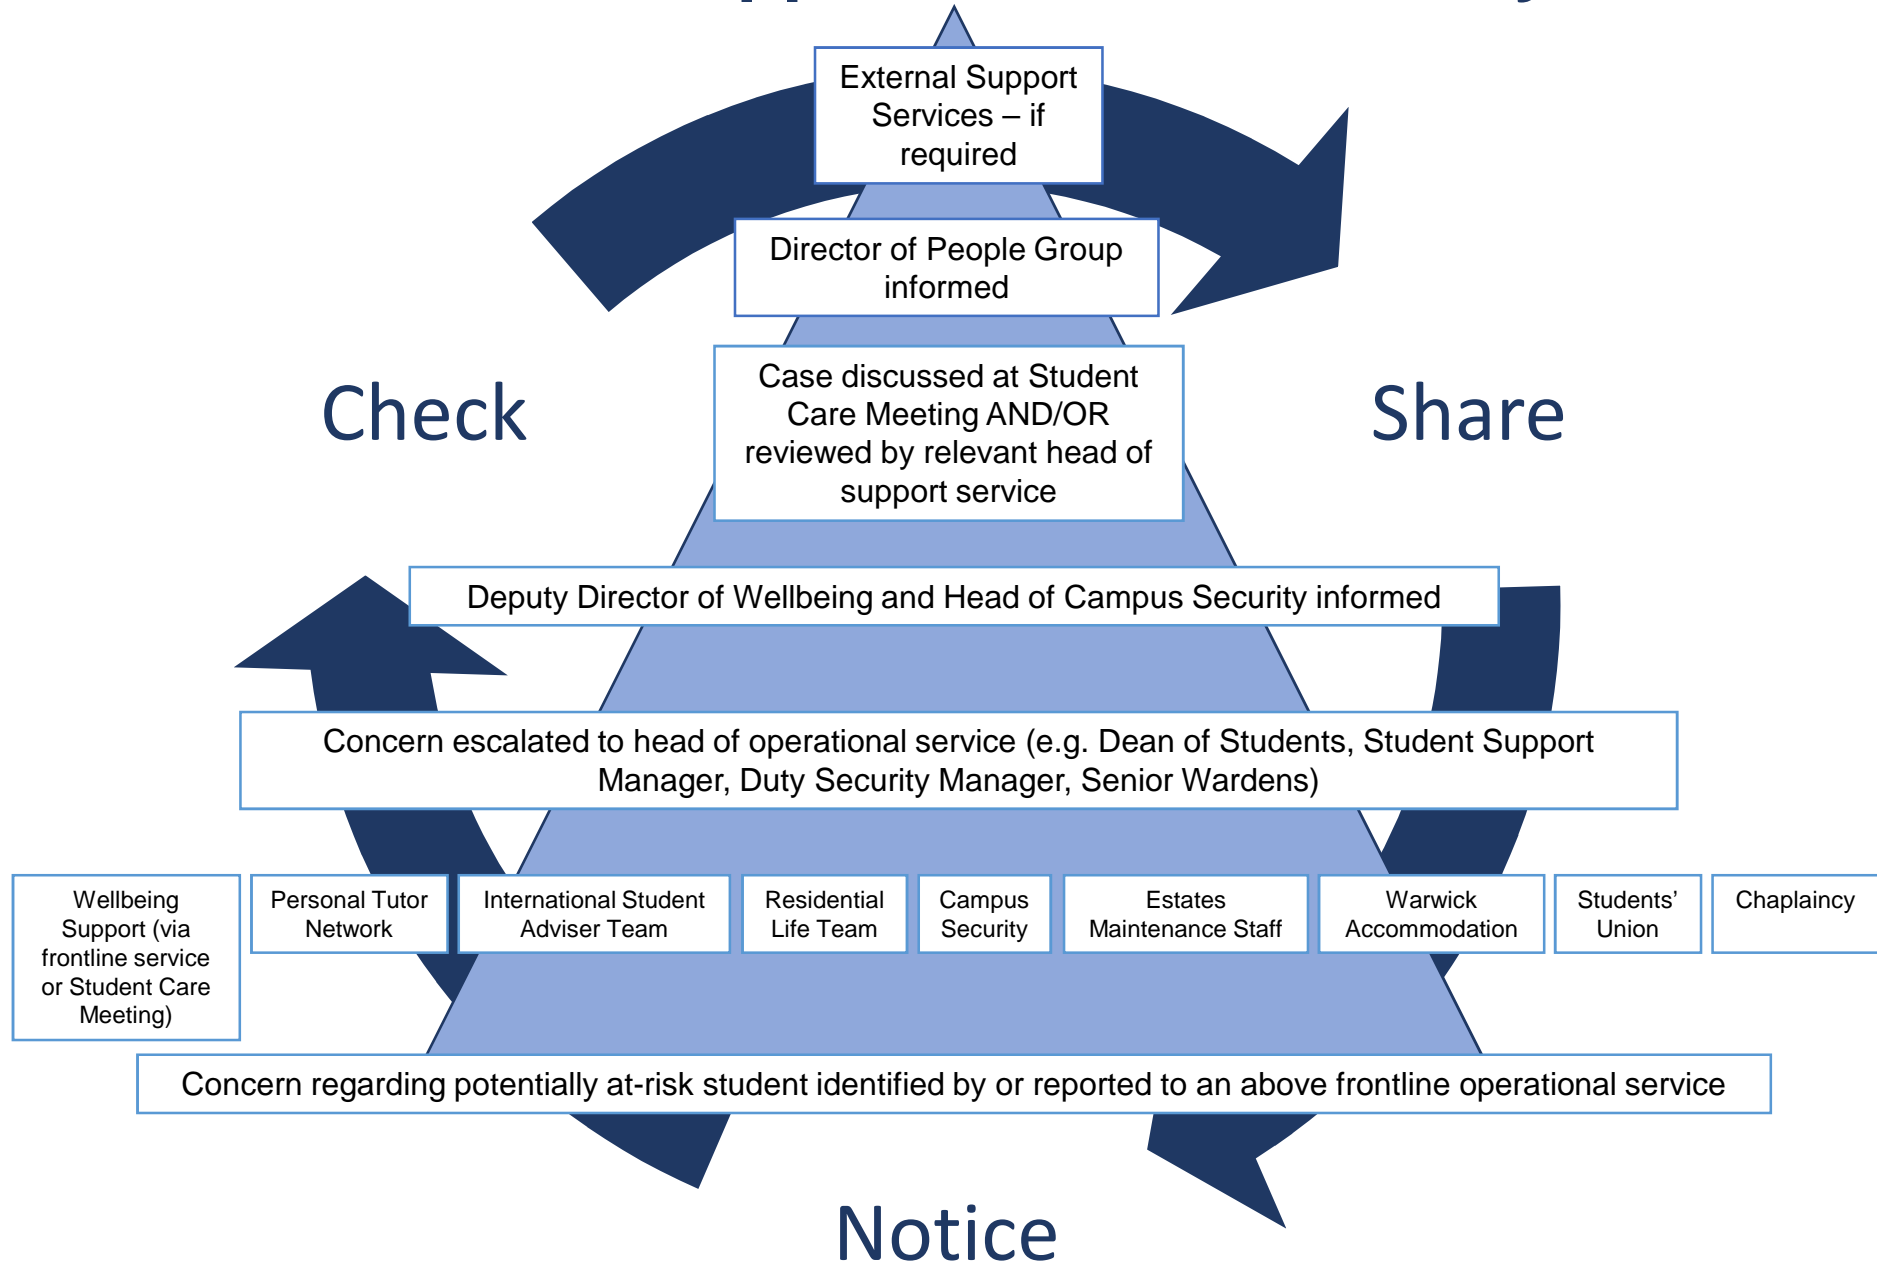 External Support
Services – if
required
Director of People Group
informed
Check
Share
Case discussed at Student
Care Meeting AND/OR
reviewed by relevant head of
support service
Deputy Director of Wellbeing and Head of Campus Security informed
Concern escalated to head of operational service (e.g. Dean of Students, Student Support
Manager, Duty Security Manager, Senior Wardens)
Wellbeing
Support (via
frontline service
or Student Care
Meeting)
Personal Tutor
Network
International Student
Adviser Team
Residential
Life Team
Campus
Security
Estates
Maintenance Staff
Warwick
Accommodation
Students’
Union
Chaplaincy
Concern regarding potentially at-risk student identified by or reported to an above frontline operational service
Notice